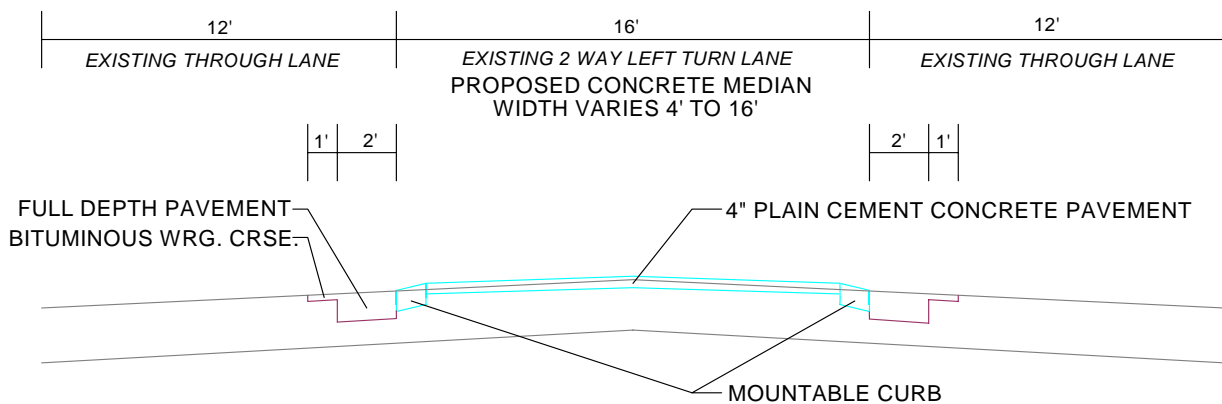 12'
16'
12'
EXISTING THROUGH LANE
EXISTING 2 WAY LEFT TURN LANE
EXISTING THROUGH LANE
PROPOSED CONCRETE MEDIAN
WIDTH VARIES 4' TO 16'
1'
2'
2'
1'
FULL DEPTH PAVEMENT
4" PLAIN CEMENT CONCRETE PAVEMENT
BITUMINOUS WRG. CRSE.
MOUNTABLE CURB